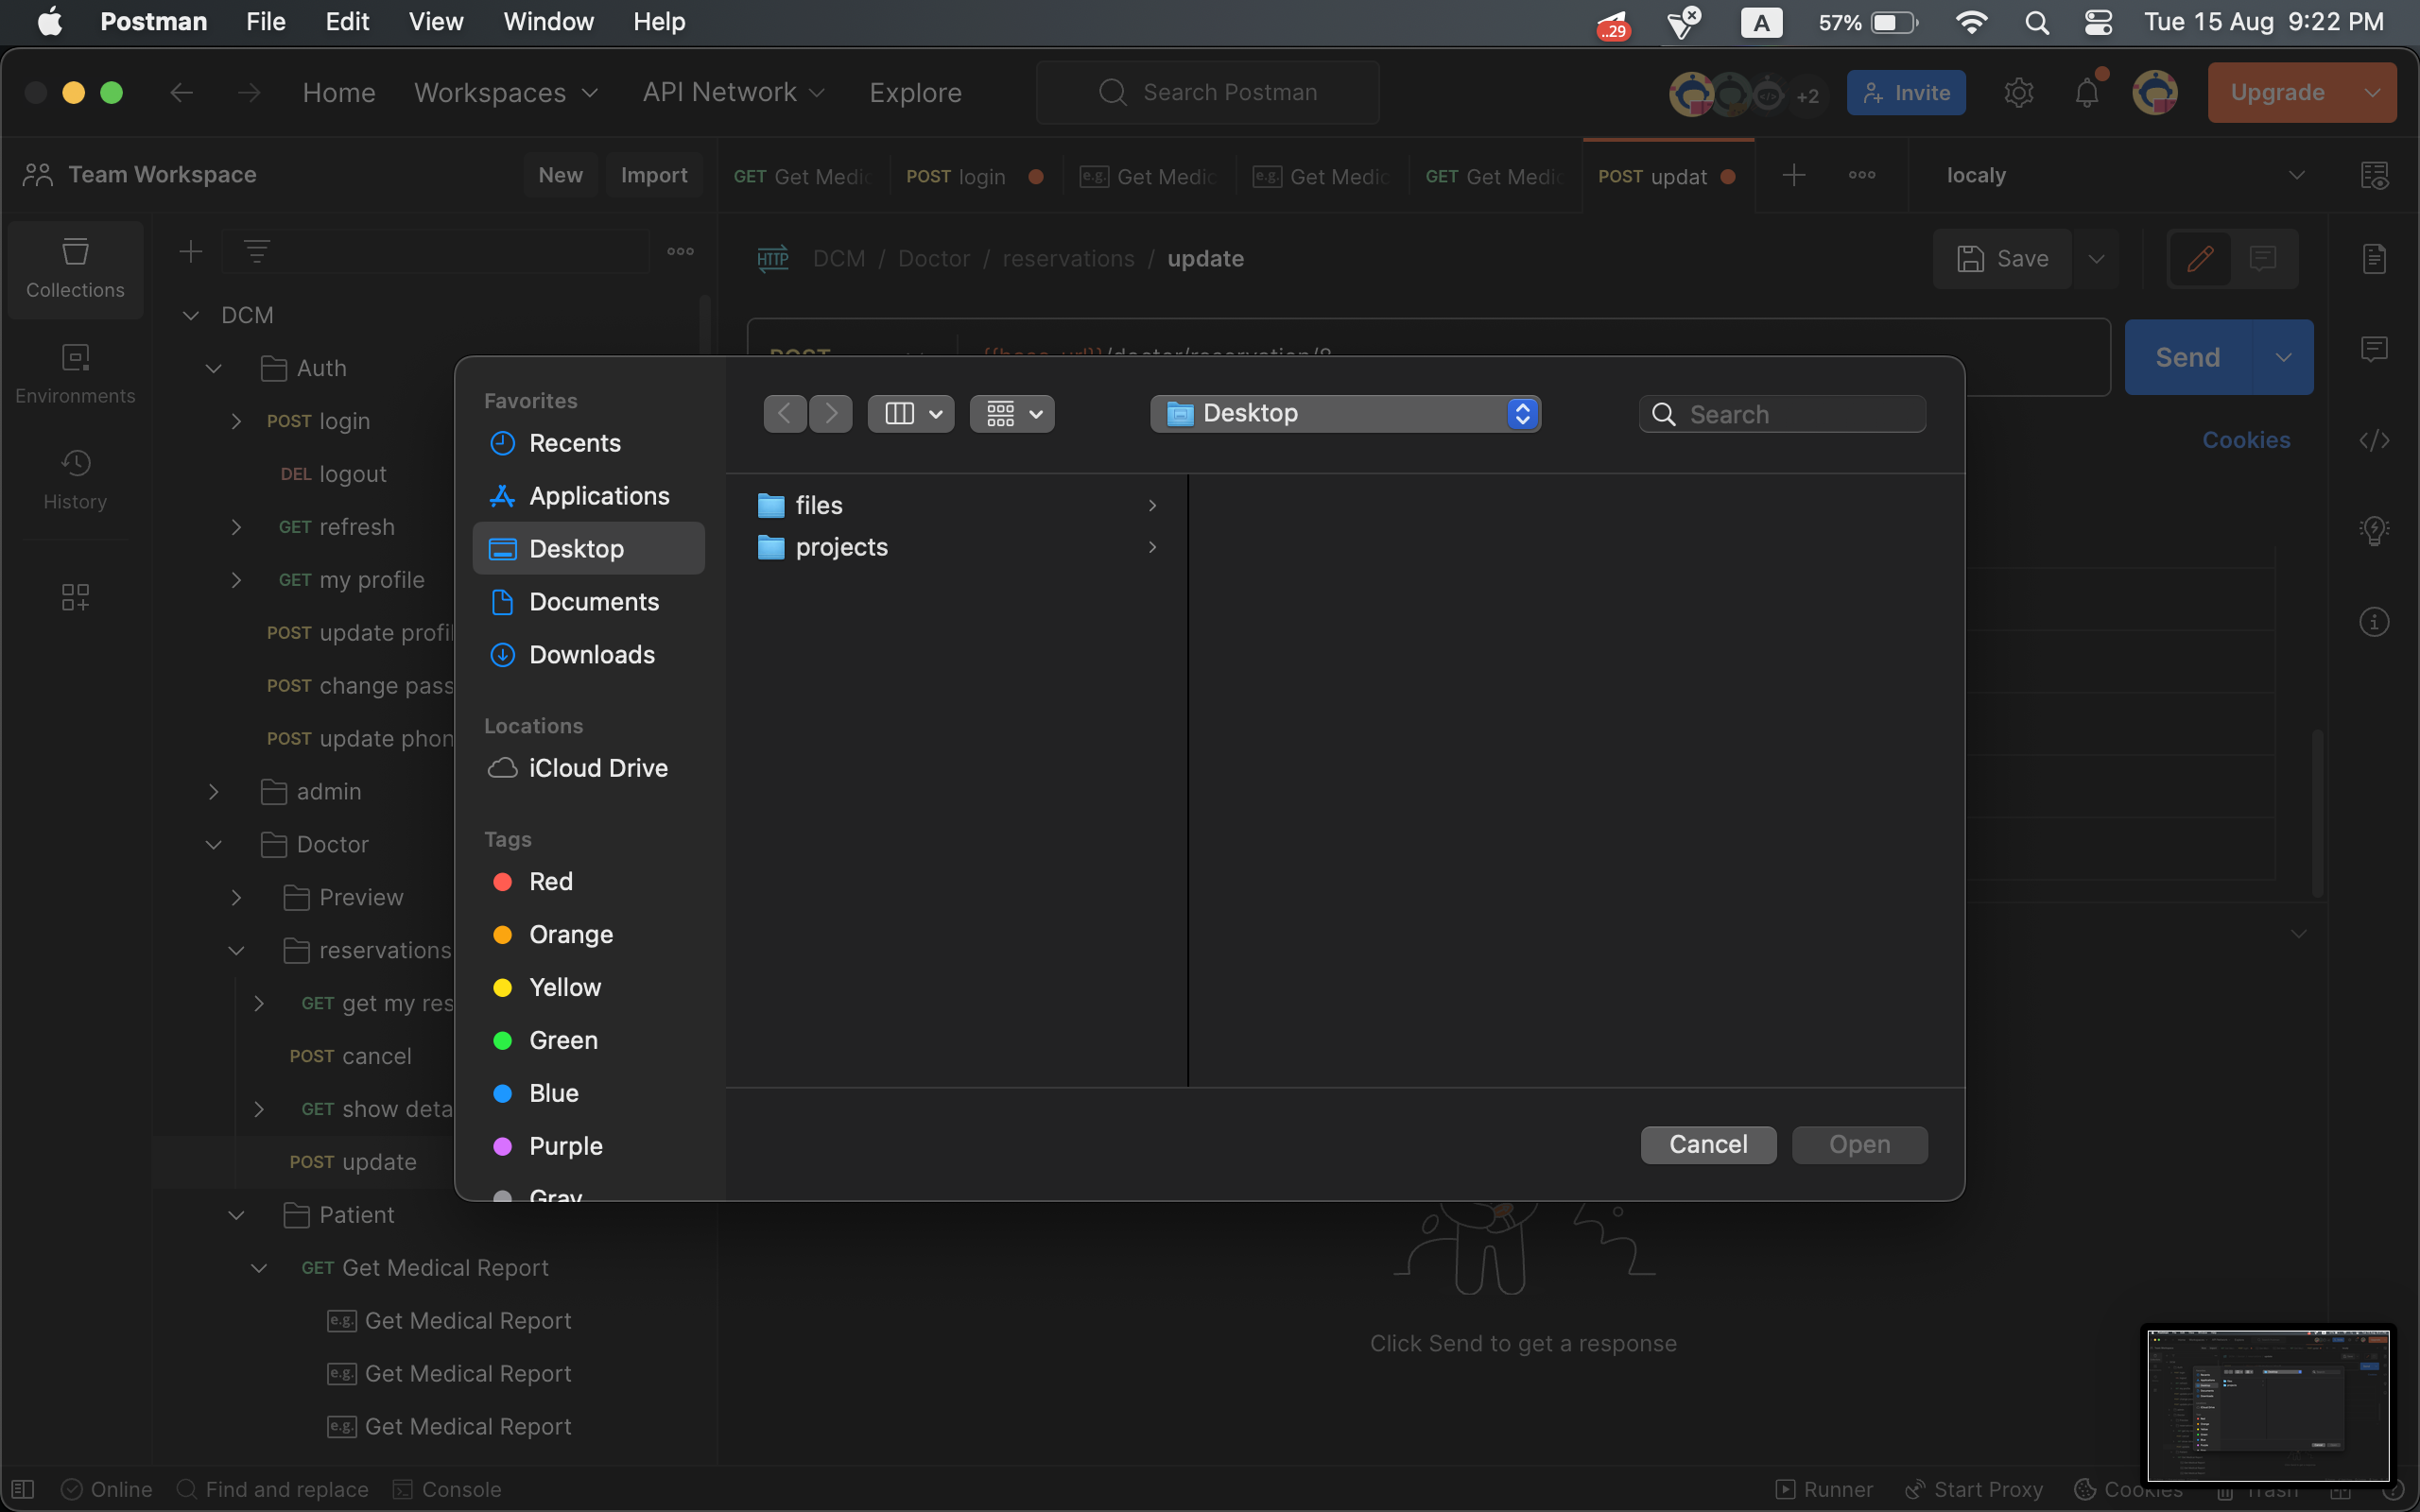 Postman File Edit View Window Help ..29 A 57% Tue 15 Aug 9:22 PM
Home Workspaces API Network Explore Search Postman +2 Invite Upgrade
Team Workspace New Import
GET Get Medic POST login e.g. Get Medic e.g. Get Medic GET Get Medic POST updat localy
Collections
Environments
History
DCM
Auth
POST login
DEL logout
GET refresh
GET my profile
POST update profil
POST change pass
POST update phon
admin
Doctor
Preview
reservations
GET get my res
POST cancel
GET show deta
POST update
Patient
GET Get Medical Report
e.g. Get Medical Report
e.g. Get Medical Report
e.g. Get Medical Report
HTTP DCM / Doctor / reservations / update
Save
POST {{base_url}}/doctor/reservation/
Send
Cookies
Favorites
Recents
Applications
Desktop
Documents
Downloads
Locations
iCloud Drive
Tags
Red
Orange
Yellow
Green
Blue
Purple
Gray
Desktop
Search
files
projects
Cancel Open
Click Send to get a response
Online Find and replace Console Runner Start Proxy Cookies Trash